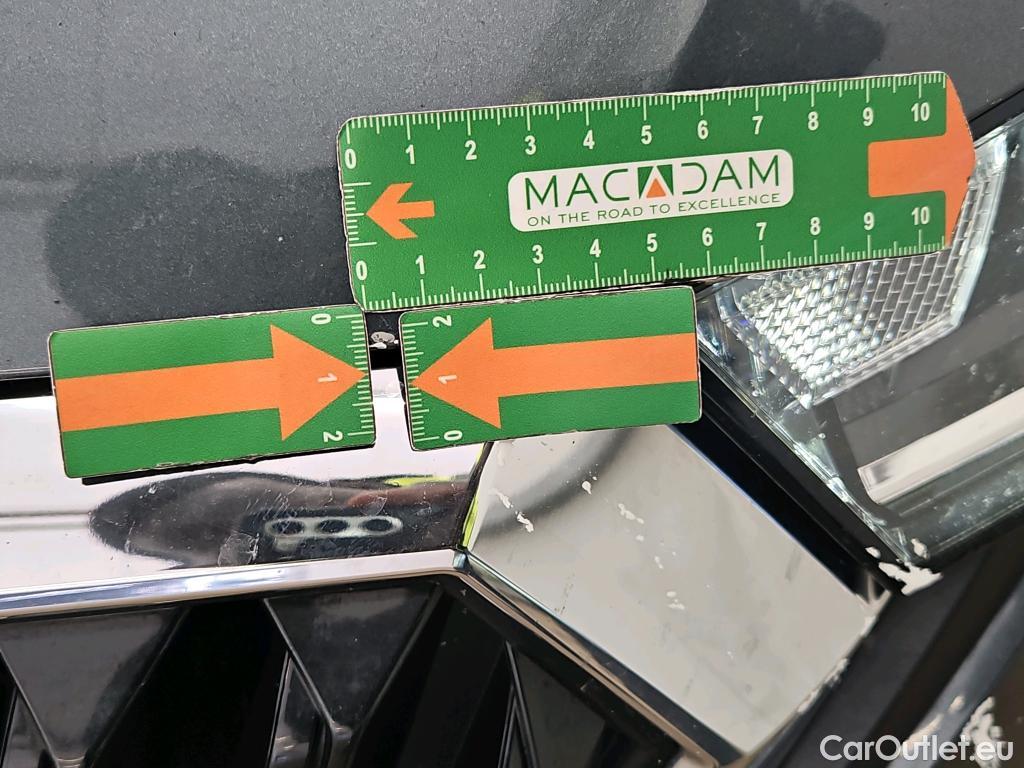 0 1 2 3 4 5 6 7 8 9 10
MACADAM
ON THE ROAD TO EXCELLENCE
0 1 2 3 4 5 6 7 8 9 10
0 1 2
2 1 0
CarOutlet.eu